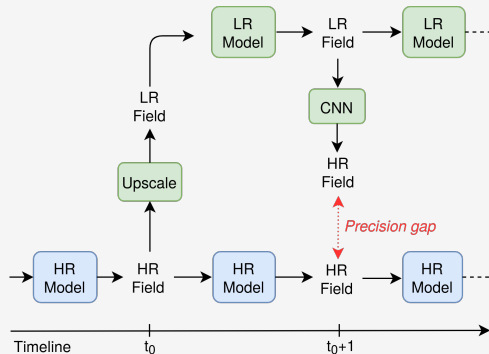 LR
Model
LR
Field
LR
Model
LR
Field
CNN
HR
Field
Upscale
Precision gap
HR
Model
HR
Field
HR
Model
HR
Field
HR
Model
Timeline
t0
t0+1